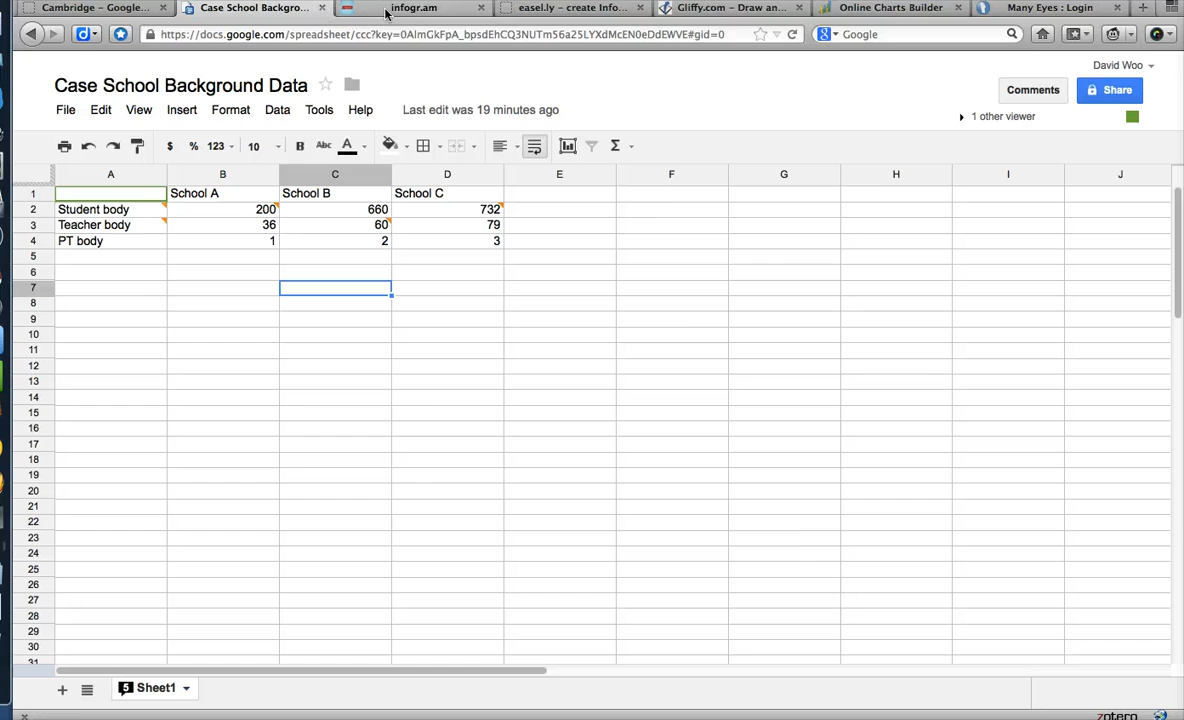 Cambridge – Google... Case School Backgro... infogr.am easel.ly – create Info... Gliffy.com – Draw an... Online Charts Builder Many Eyes : Login
https://docs.google.com/spreadsheet/ccc?key=0AlmGkFpA_bpsdEhCQ3NUTm56a25LYXdMcEN0eDdEWVE#gid=0 Google
David Woo
Case School Background Data
Comments Share
File Edit View Insert Format Data Tools Help Last edit was 19 minutes ago
1 other viewer
$ % 123 10 B Abc A Σ
A B C D E F G H I J
1 School A School B School C
2 Student body 200 660 732
3 Teacher body 36 60 79
4 PT body 1 2 3
5
6
7
8
9
10
11
12
13
14
15
16
17
18
19
20
21
22
23
24
25
26
27
28
29
30
31
5 Sheet1
zotero